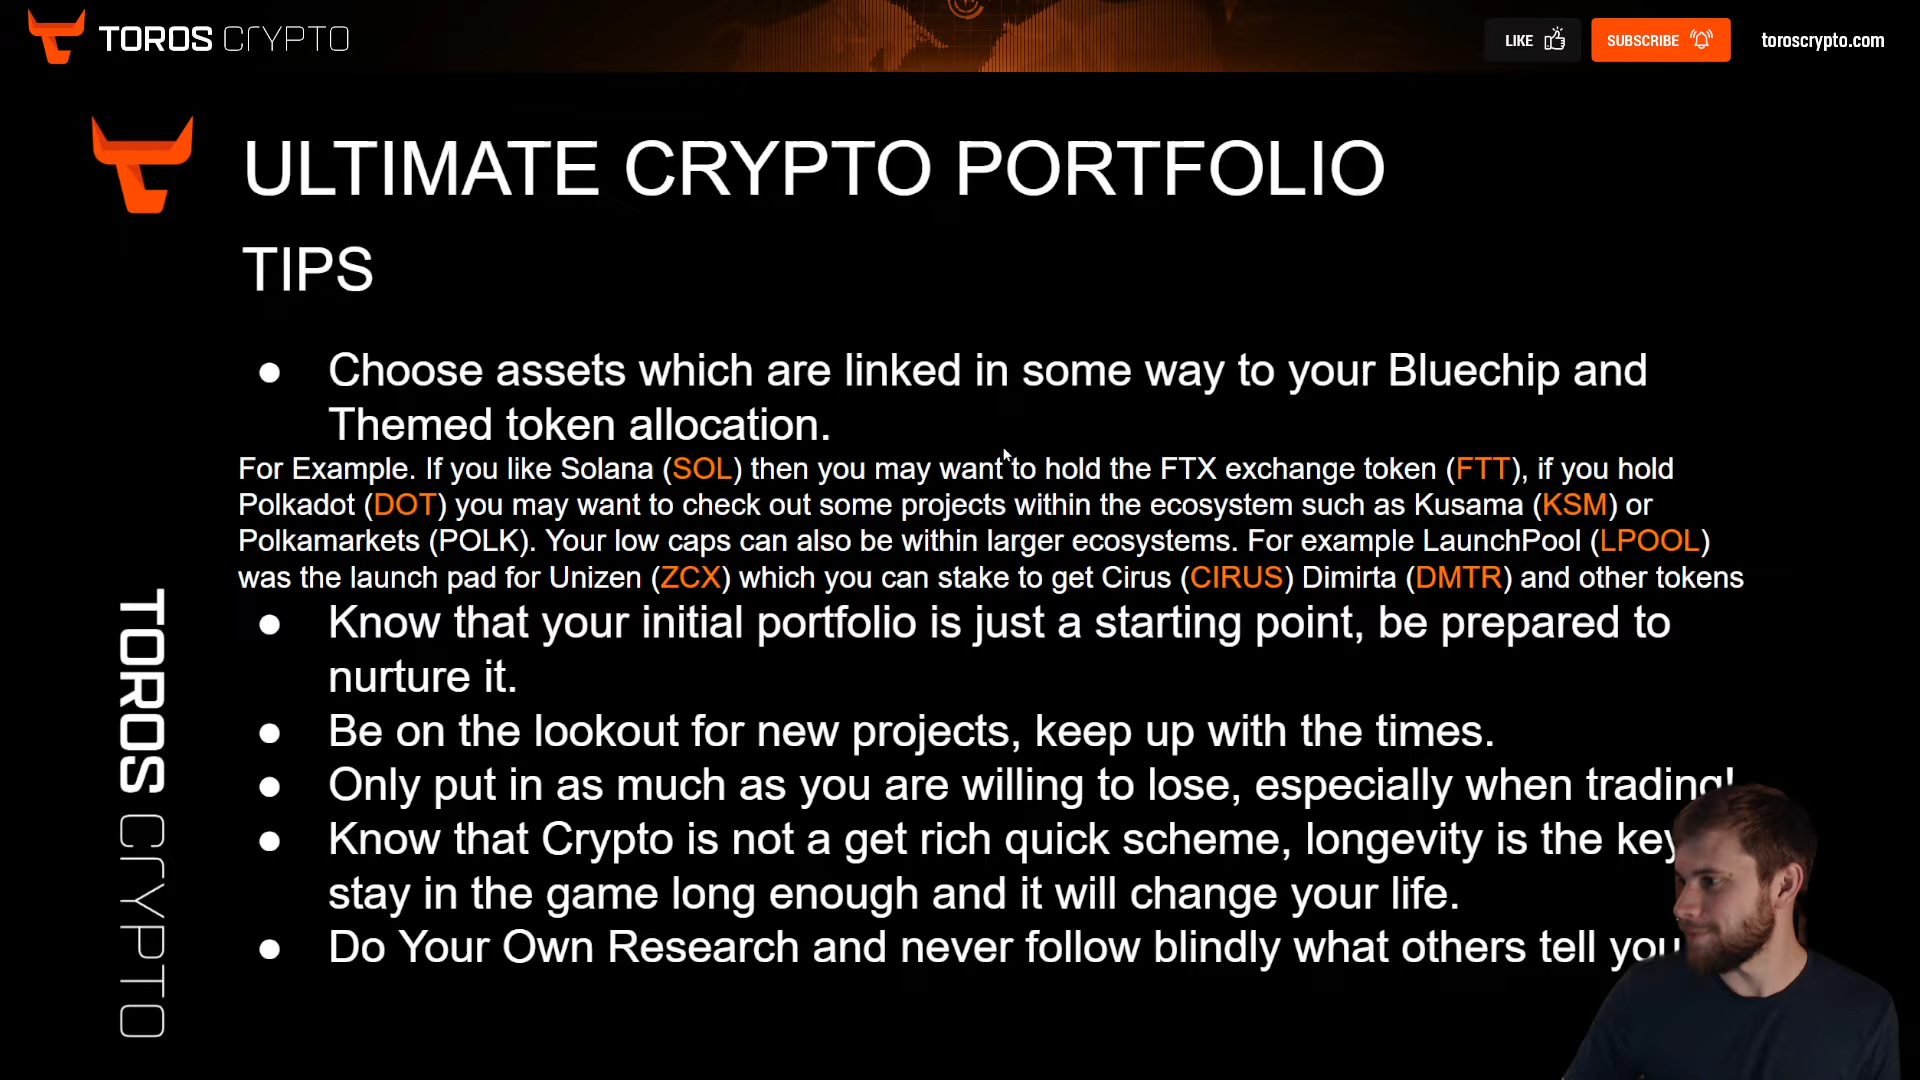 TOROS CRYPTO
LIKE
SUBSCRIBE
toroscrypto.com
ULTIMATE CRYPTO PORTFOLIO
TIPS
● Choose assets which are linked in some way to your Bluechip and
Themed token allocation.
For Example. If you like Solana (SOL) then you may want to hold the FTX exchange token (FTT), if you hold
Polkadot (DOT) you may want to check out some projects within the ecosystem such as Kusama (KSM) or
Polkamarkets (POLK). Your low caps can also be within larger ecosystems. For example LaunchPool (LPOOL)
was the launch pad for Unizen (ZCX) which you can stake to get Cirus (CIRUS) Dimirta (DMTR) and other tokens
● Know that your initial portfolio is just a starting point, be prepared to
nurture it.
● Be on the lookout for new projects, keep up with the times.
● Only put in as much as you are willing to lose, especially when trading!
● Know that Crypto is not a get rich quick scheme, longevity is the key
stay in the game long enough and it will change your life.
● Do Your Own Research and never follow blindly what others tell you
TOROS CRYPTO